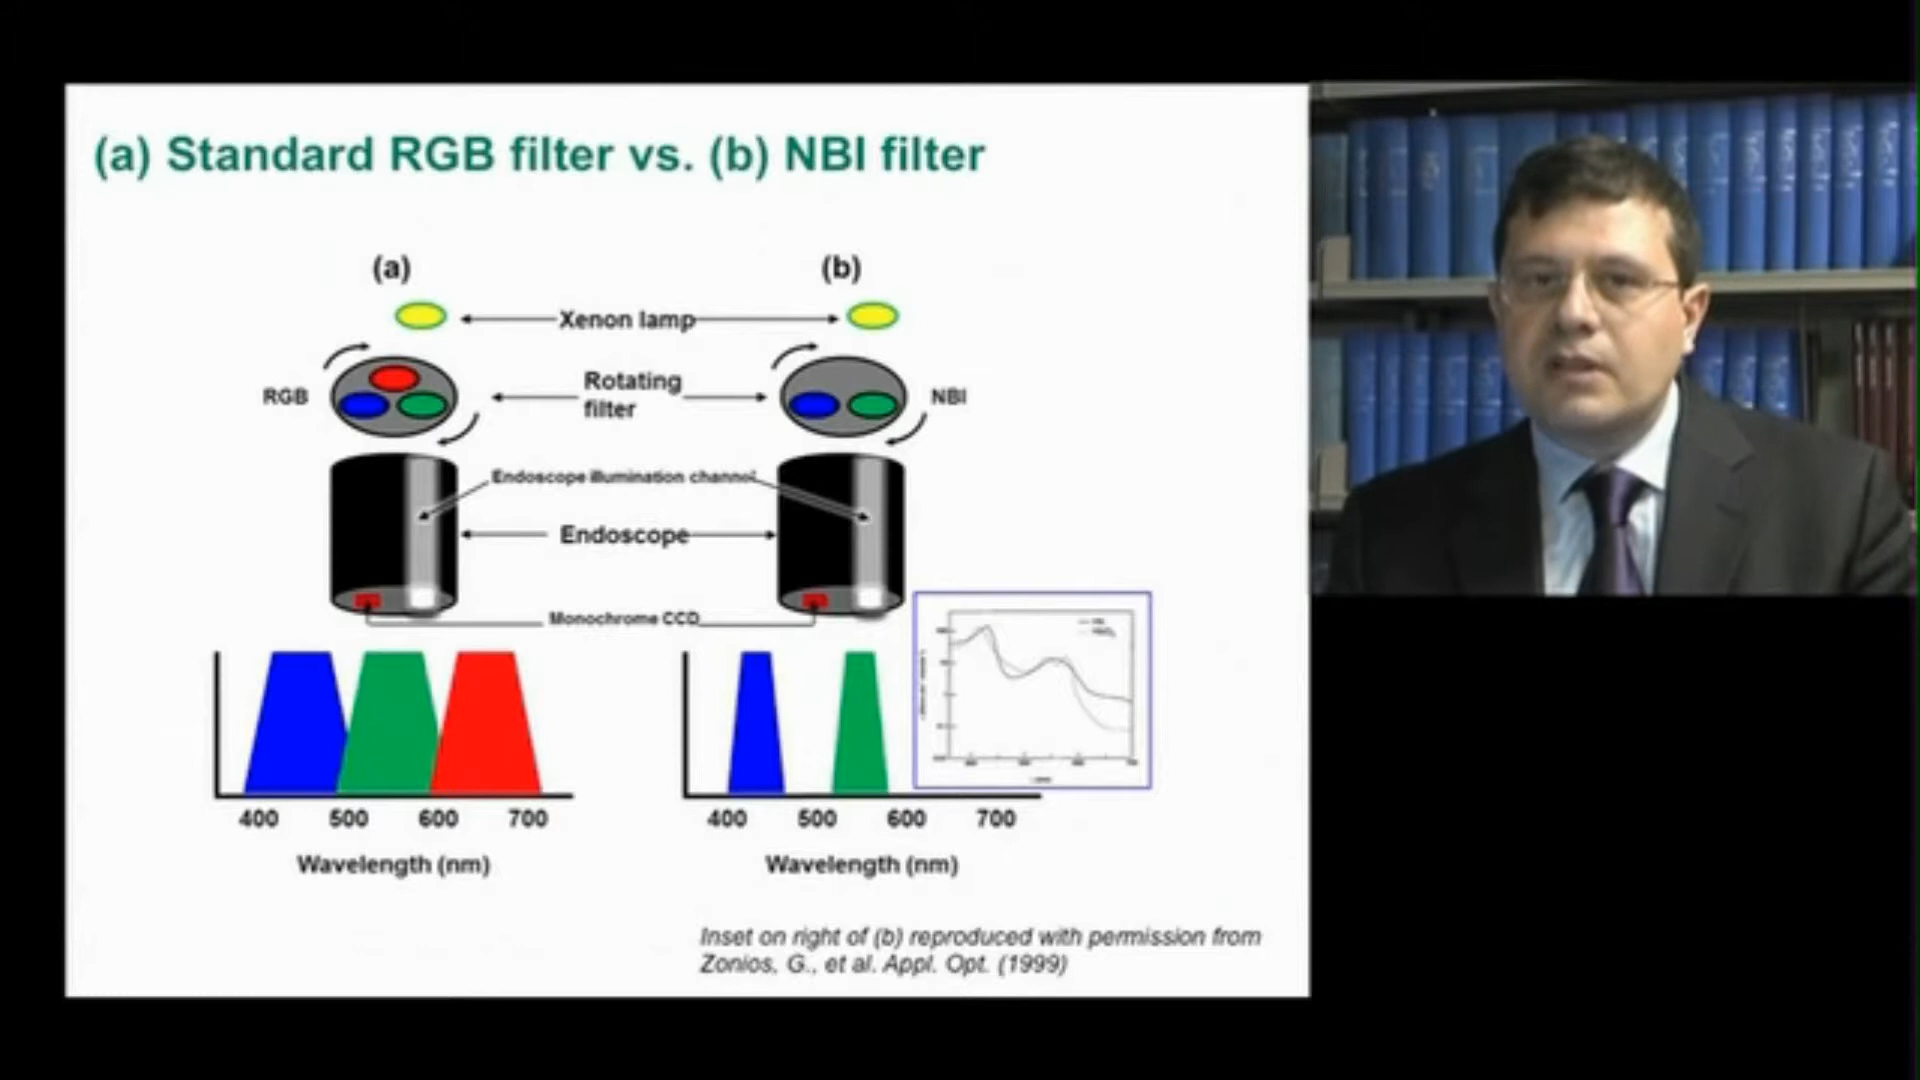 (a) Standard RGB filter vs. (b) NBI filter
(a)
(b)
Xenon lamp
RGB
Rotating
filter
NBI
Endoscope illumination channel
Endoscope
Monochrome CCD
400 500 600 700
Wavelength (nm)
400 500 600 700
Wavelength (nm)
Inset on right of (b) reproduced with permission from
Zonios, G., et al. Appl. Opt. (1999)